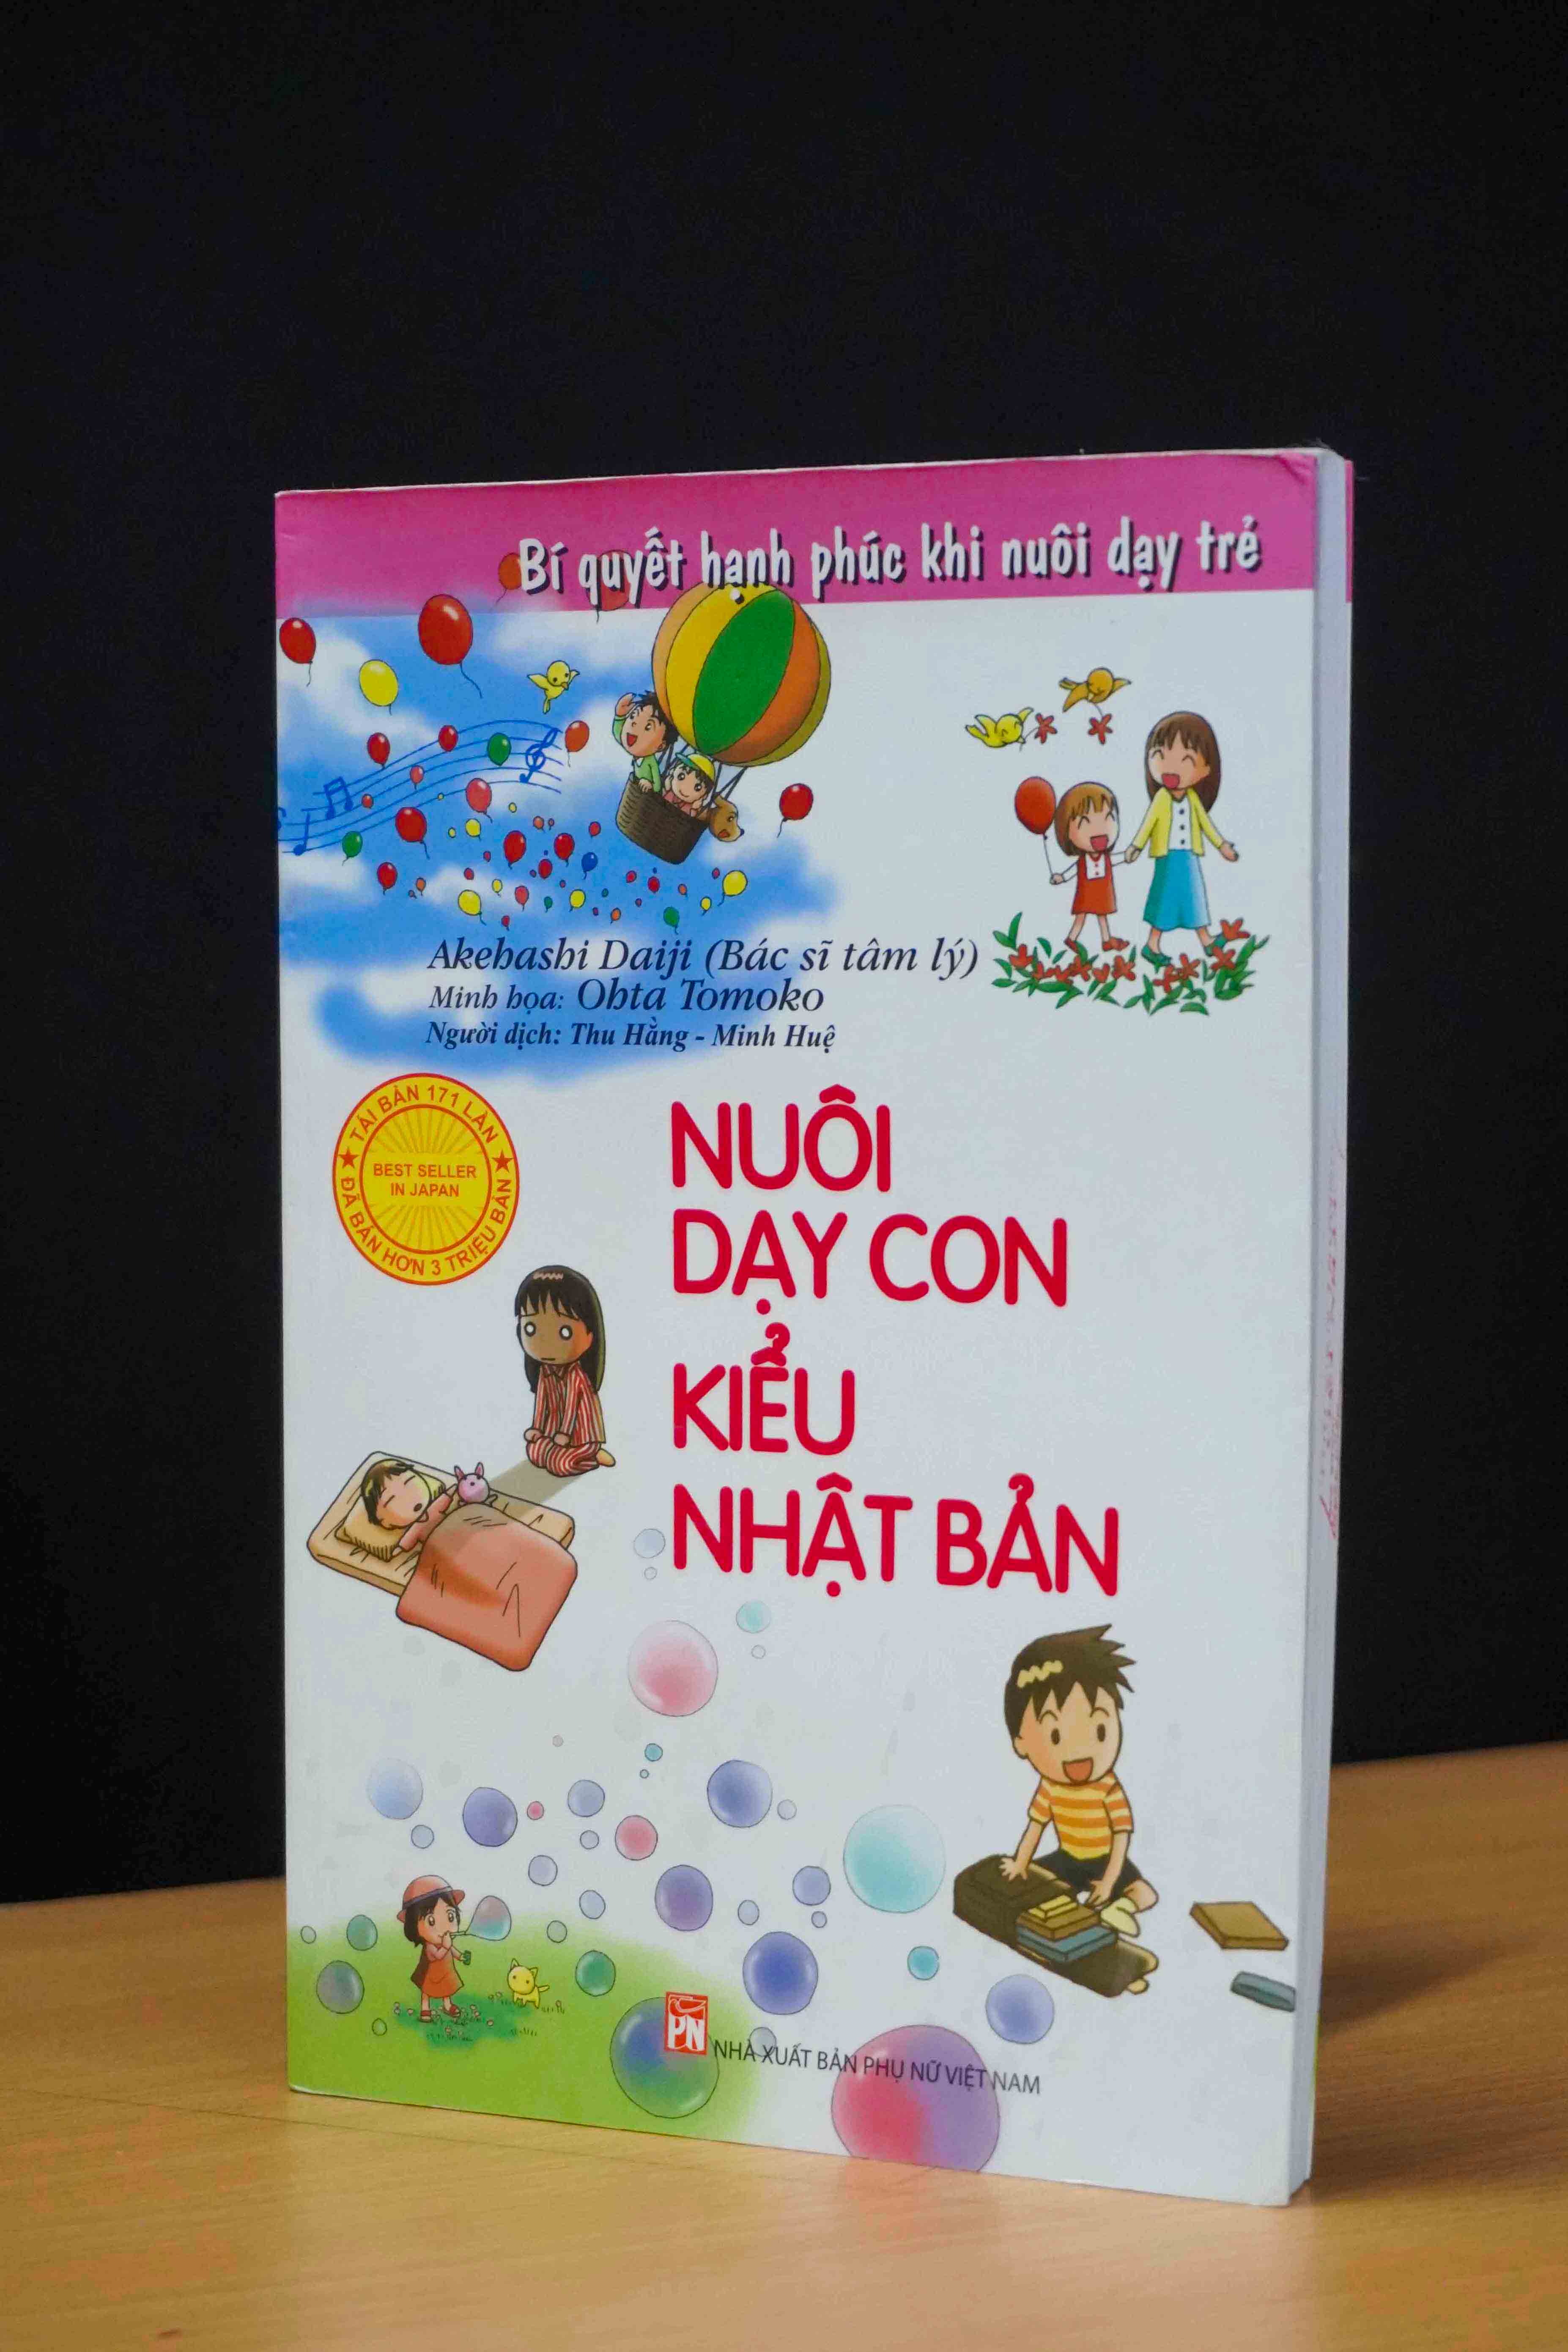 Bí quyết hạnh phúc khi nuôi dạy trẻ
Akehashi Daiji (Bác sĩ tâm lý)
Minh họa: Ohta Tomoko
Người dịch: Thu Hằng - Minh Huệ
TÁI BẢN 171 LẦN
BEST SELLER
IN JAPAN
ĐÃ BÁN HƠN 3 TRIỆU BẢN
NUÔI
DẠY CON
KIỂU
NHẬT BẢN
PN
NHÀ XUẤT BẢN PHỤ NỮ VIỆT NAM